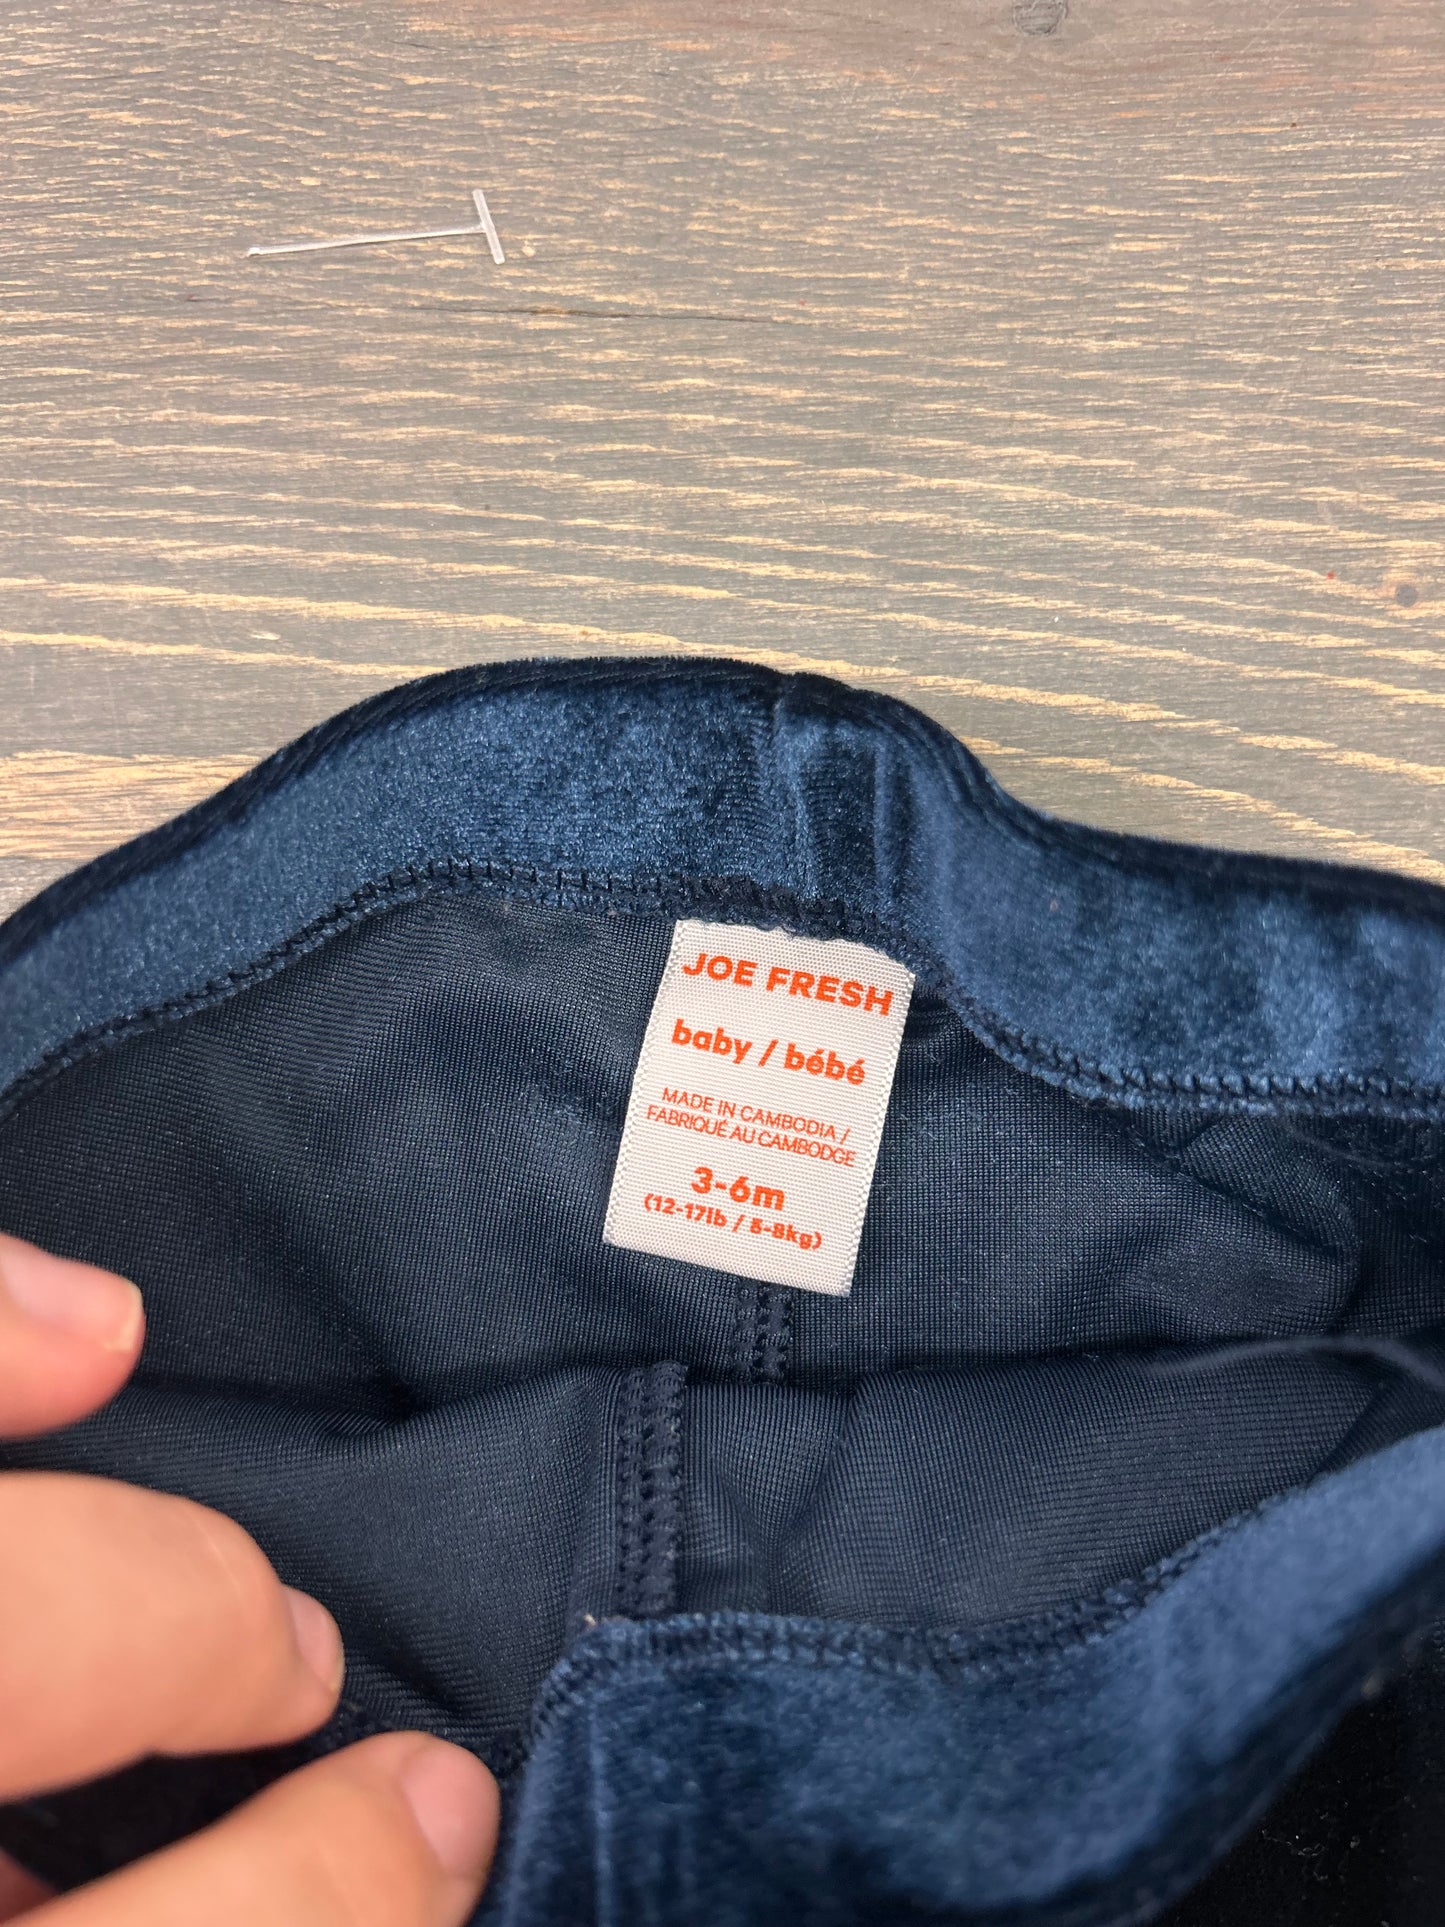 JOE FRESH
baby / bébé
MADE IN CAMBODIA /
FABRIQUÉ AU CAMBODGE
3-6m
(12-17lb / 5-8kg)